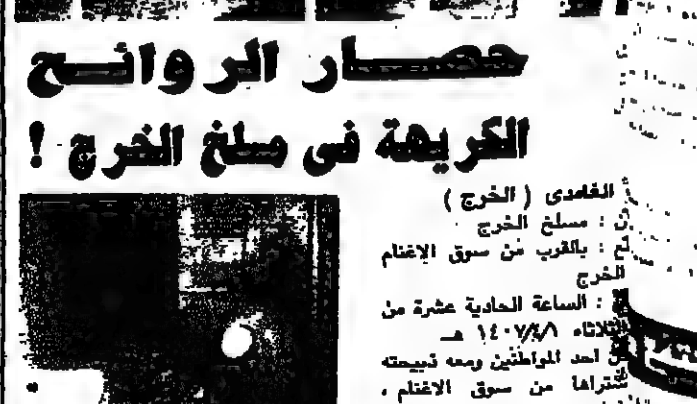 حصار الروائح
الكريهة فى مسلخ الخرج !
الغامدى ( الخرج )
: مسلخ الخرج
: بالقرب من سوق الاغنام
الخرج
: الساعة الحادية عشرة من
الثلاثاء ١٤٠٧/٤/٨ هـ
احد المواطنين ومعه ذبيحته
اشتراها من سوق الاغنام ،